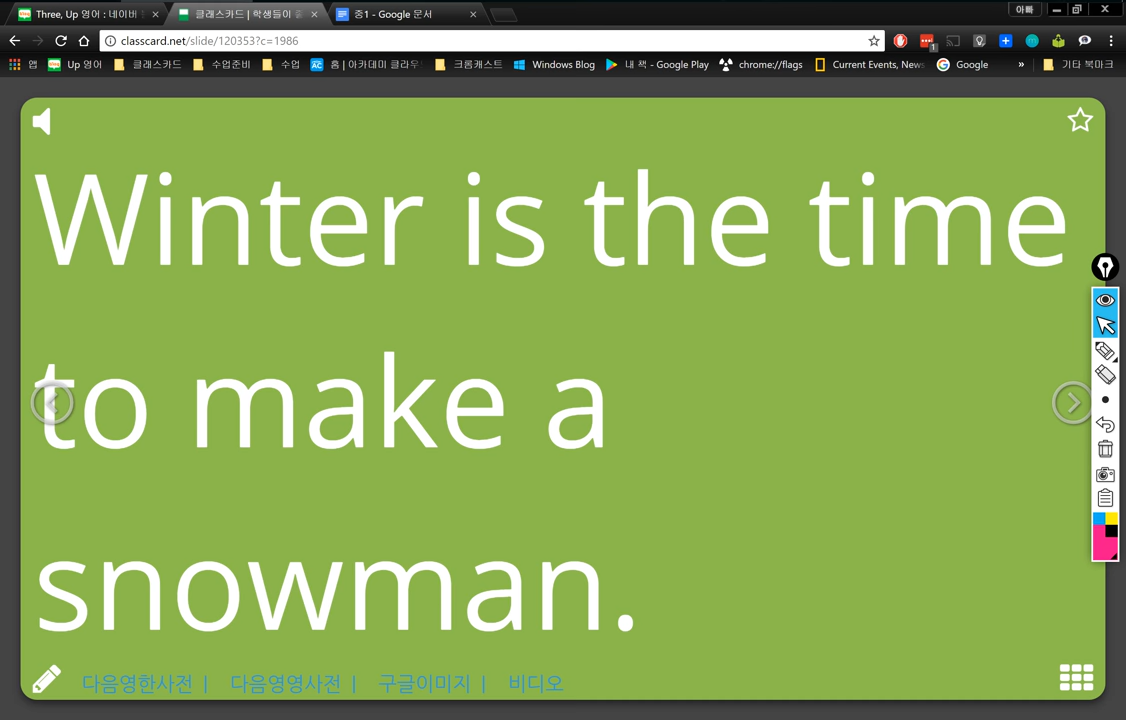 Three, Up 영어 : 네이버
클래스카드 | 학생들이
중1 - Google 문서
아빠
classcard.net/slide/120353?c=1986
1
앱
Up 영어
클래스카드
수업준비
수업
홈 | 아카데미 클라우
크롬캐스트
Windows Blog
내 책 - Google Play
chrome://flags
Current Events, News
Google
»
기타 북마크
Winter is the time
to make a
snowman.
다음영한사전 | 다음영영사전 | 구글이미지 | 비디오